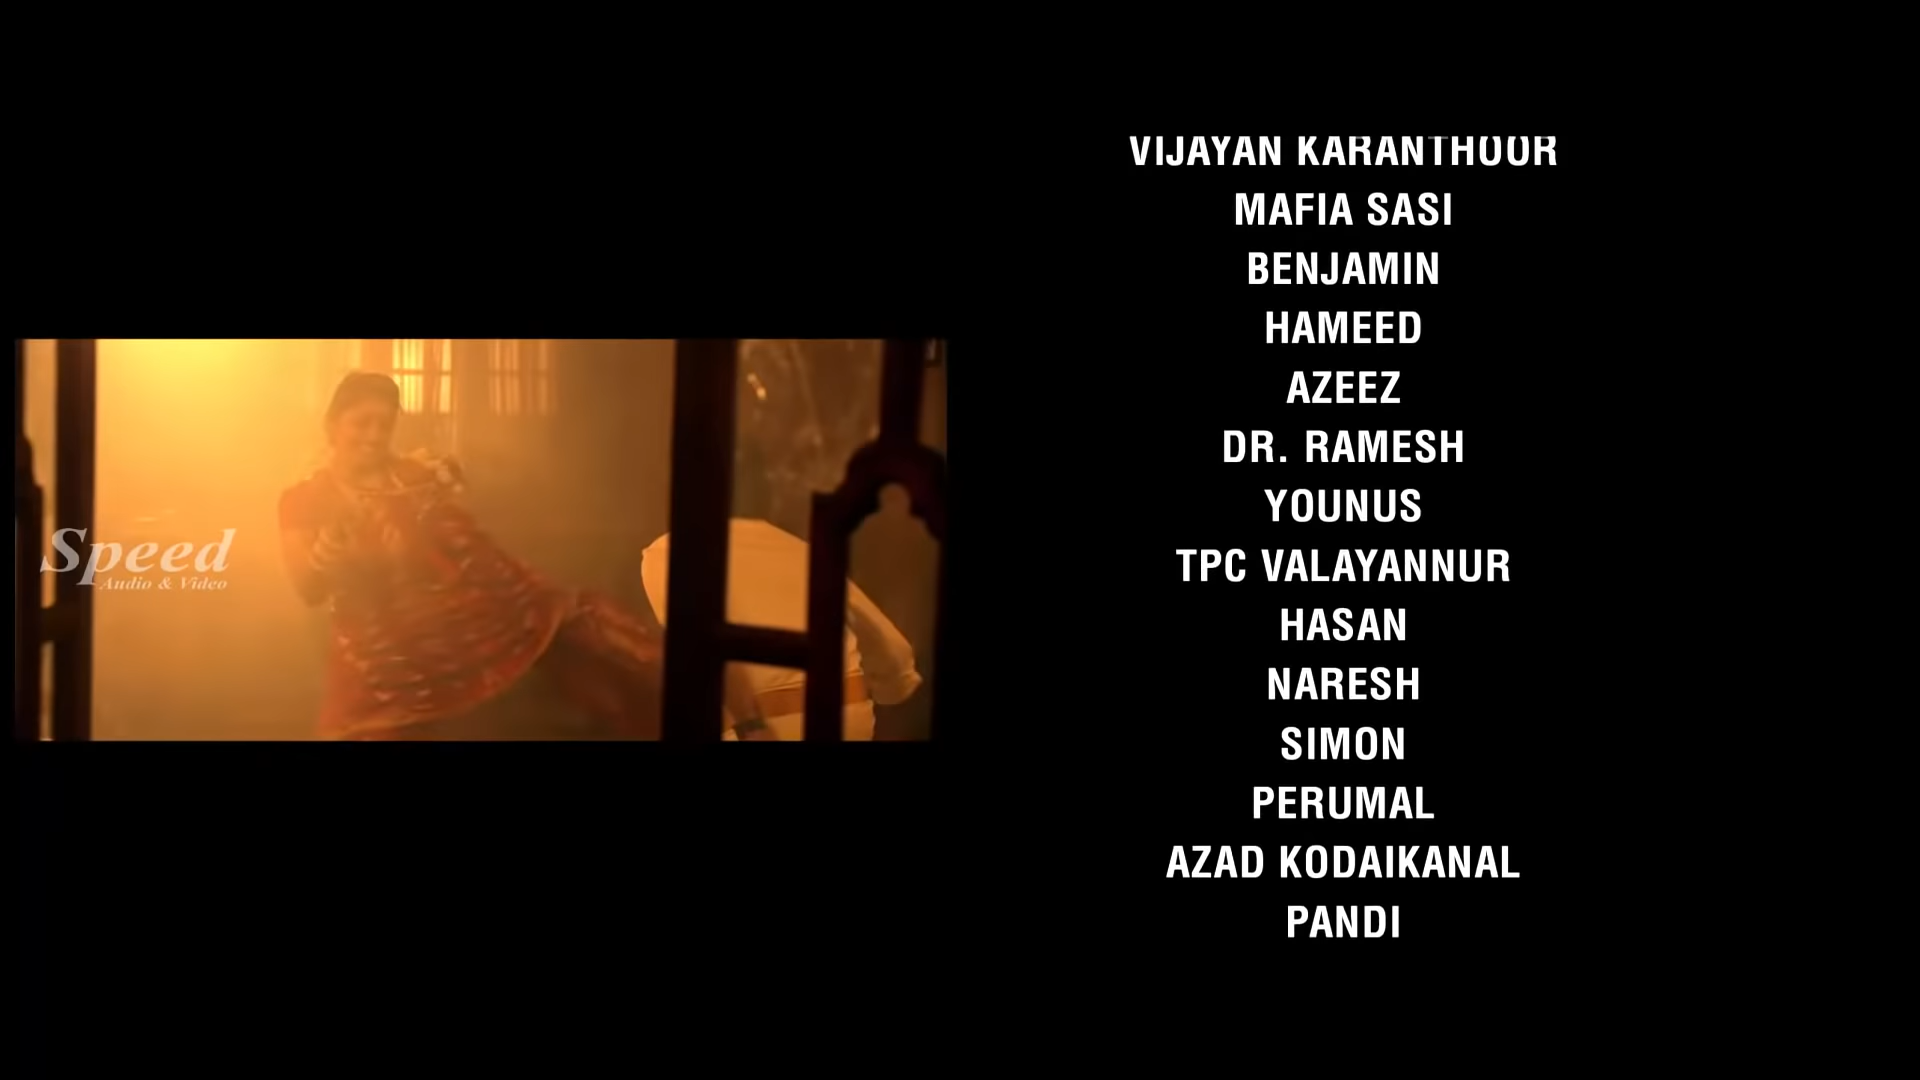 VIJAYAN KARANTHOOR
MAFIA SASI
BENJAMIN
HAMEED
AZEEZ
DR. RAMESH
YOUNUS
TPC VALAYANNUR
HASAN
NARESH
SIMON
PERUMAL
AZAD KODAIKANAL
PANDI
Speed
Audio & Video